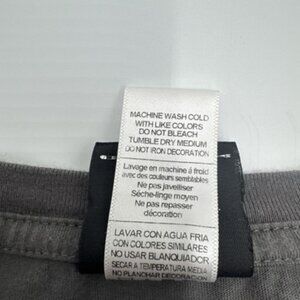 MACHINE WASH COLD
WITH LIKE COLORS
DO NOT BLEACH
TUMBLE DRY MEDIUM
DO NOT IRON DECORATION
Lavage en machine à froid
avec des couleurs semblables
Ne pas javelliser
Séche-linge moyen
Ne pas repasser
décoration
LAVAR CON AGUA FRIA
CON COLORES SIMILARES
NO USAR BLANQUEADOR
SECAR A TEMPERATURA MEDIA
NO PLANCHAR DECORACION